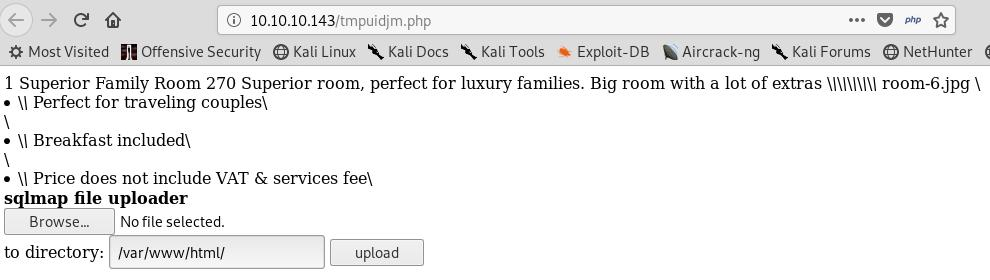 10.10.10.143/tmpuidjm.php
php
Most Visited Offensive Security Kali Linux Kali Docs Kali Tools Exploit-DB Aircrack-ng Kali Forums NetHunter
1 Superior Family Room 270 Superior room, perfect for luxury families. Big room with a lot of extras \\\\\\\\\\ room-6.jpg \
• \\ Perfect for traveling couples\
\
• \\ Breakfast included\
\
• \\ Price does not include VAT & services fee\
sqlmap file uploader
Browse... No file selected.
to directory: /var/www/html/ upload